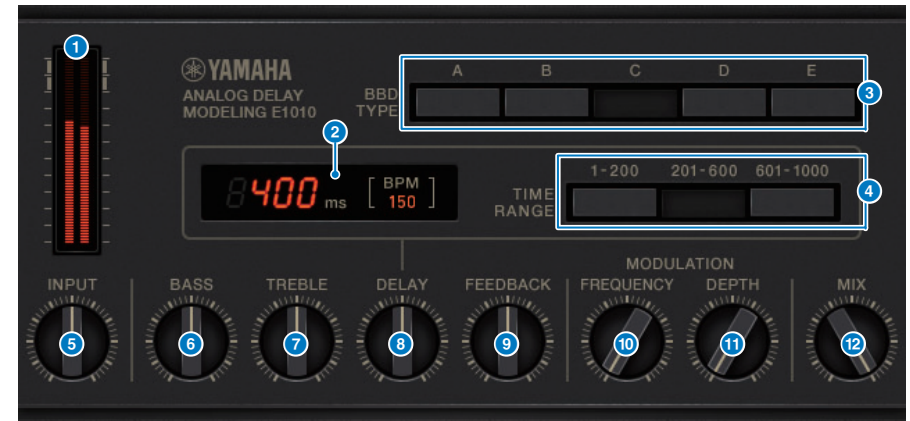 1
YAMAHA
ANALOG DELAY
MODELING E1010
BBD
TYPE
A B C D E
3
2
400 ms [ BPM 150 ]
TIME
RANGE
1-200 201-600 601-1000
4
INPUT BASS TREBLE DELAY FEEDBACK
MODULATION
FREQUENCY DEPTH
MIX
5 6 7 8 9 10 11 12